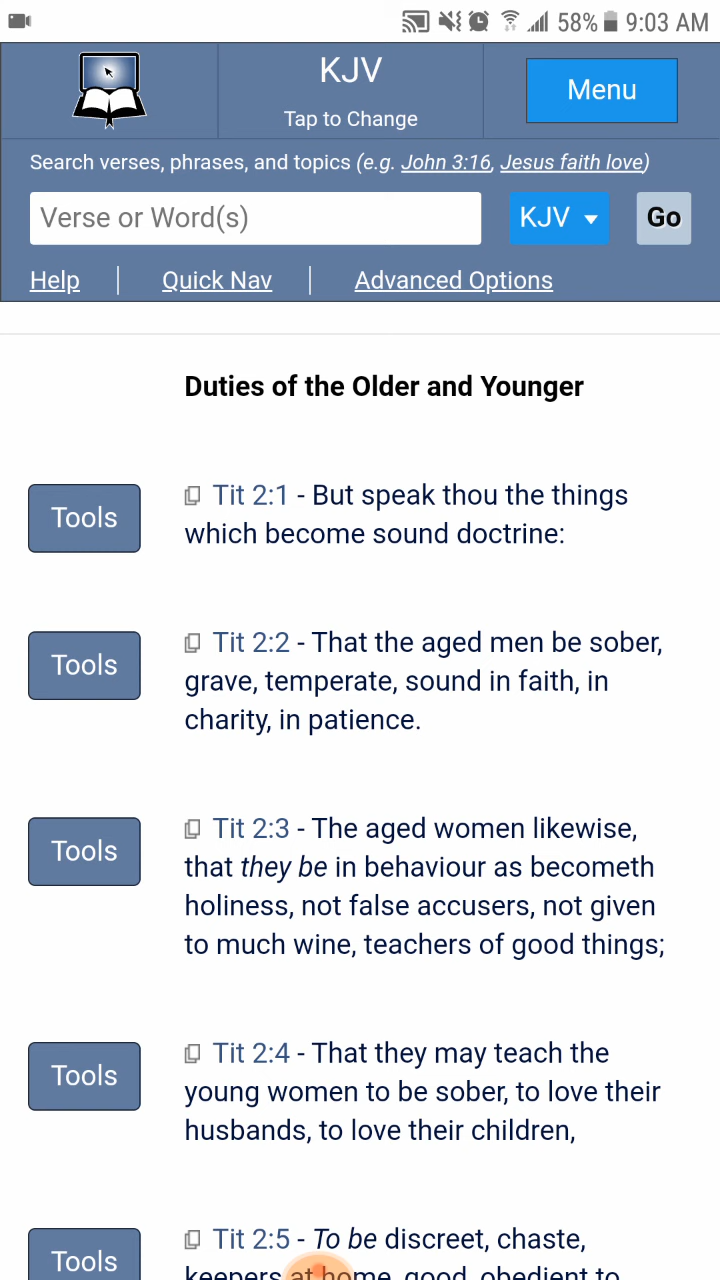 58% 9:03 AM
KJV
Tap to Change
Menu
Search verses, phrases, and topics (e.g. John 3:16, Jesus faith love)
Verse or Word(s)
KJV
Go
Help | Quick Nav | Advanced Options
Duties of the Older and Younger
Tools
Tit 2:1 - But speak thou the things
which become sound doctrine:
Tools
Tit 2:2 - That the aged men be sober,
grave, temperate, sound in faith, in
charity, in patience.
Tools
Tit 2:3 - The aged women likewise,
that they be in behaviour as becometh
holiness, not false accusers, not given
to much wine, teachers of good things;
Tools
Tit 2:4 - That they may teach the
young women to be sober, to love their
husbands, to love their children,
Tools
Tit 2:5 - To be discreet, chaste,
keepers at home, good, obedient to